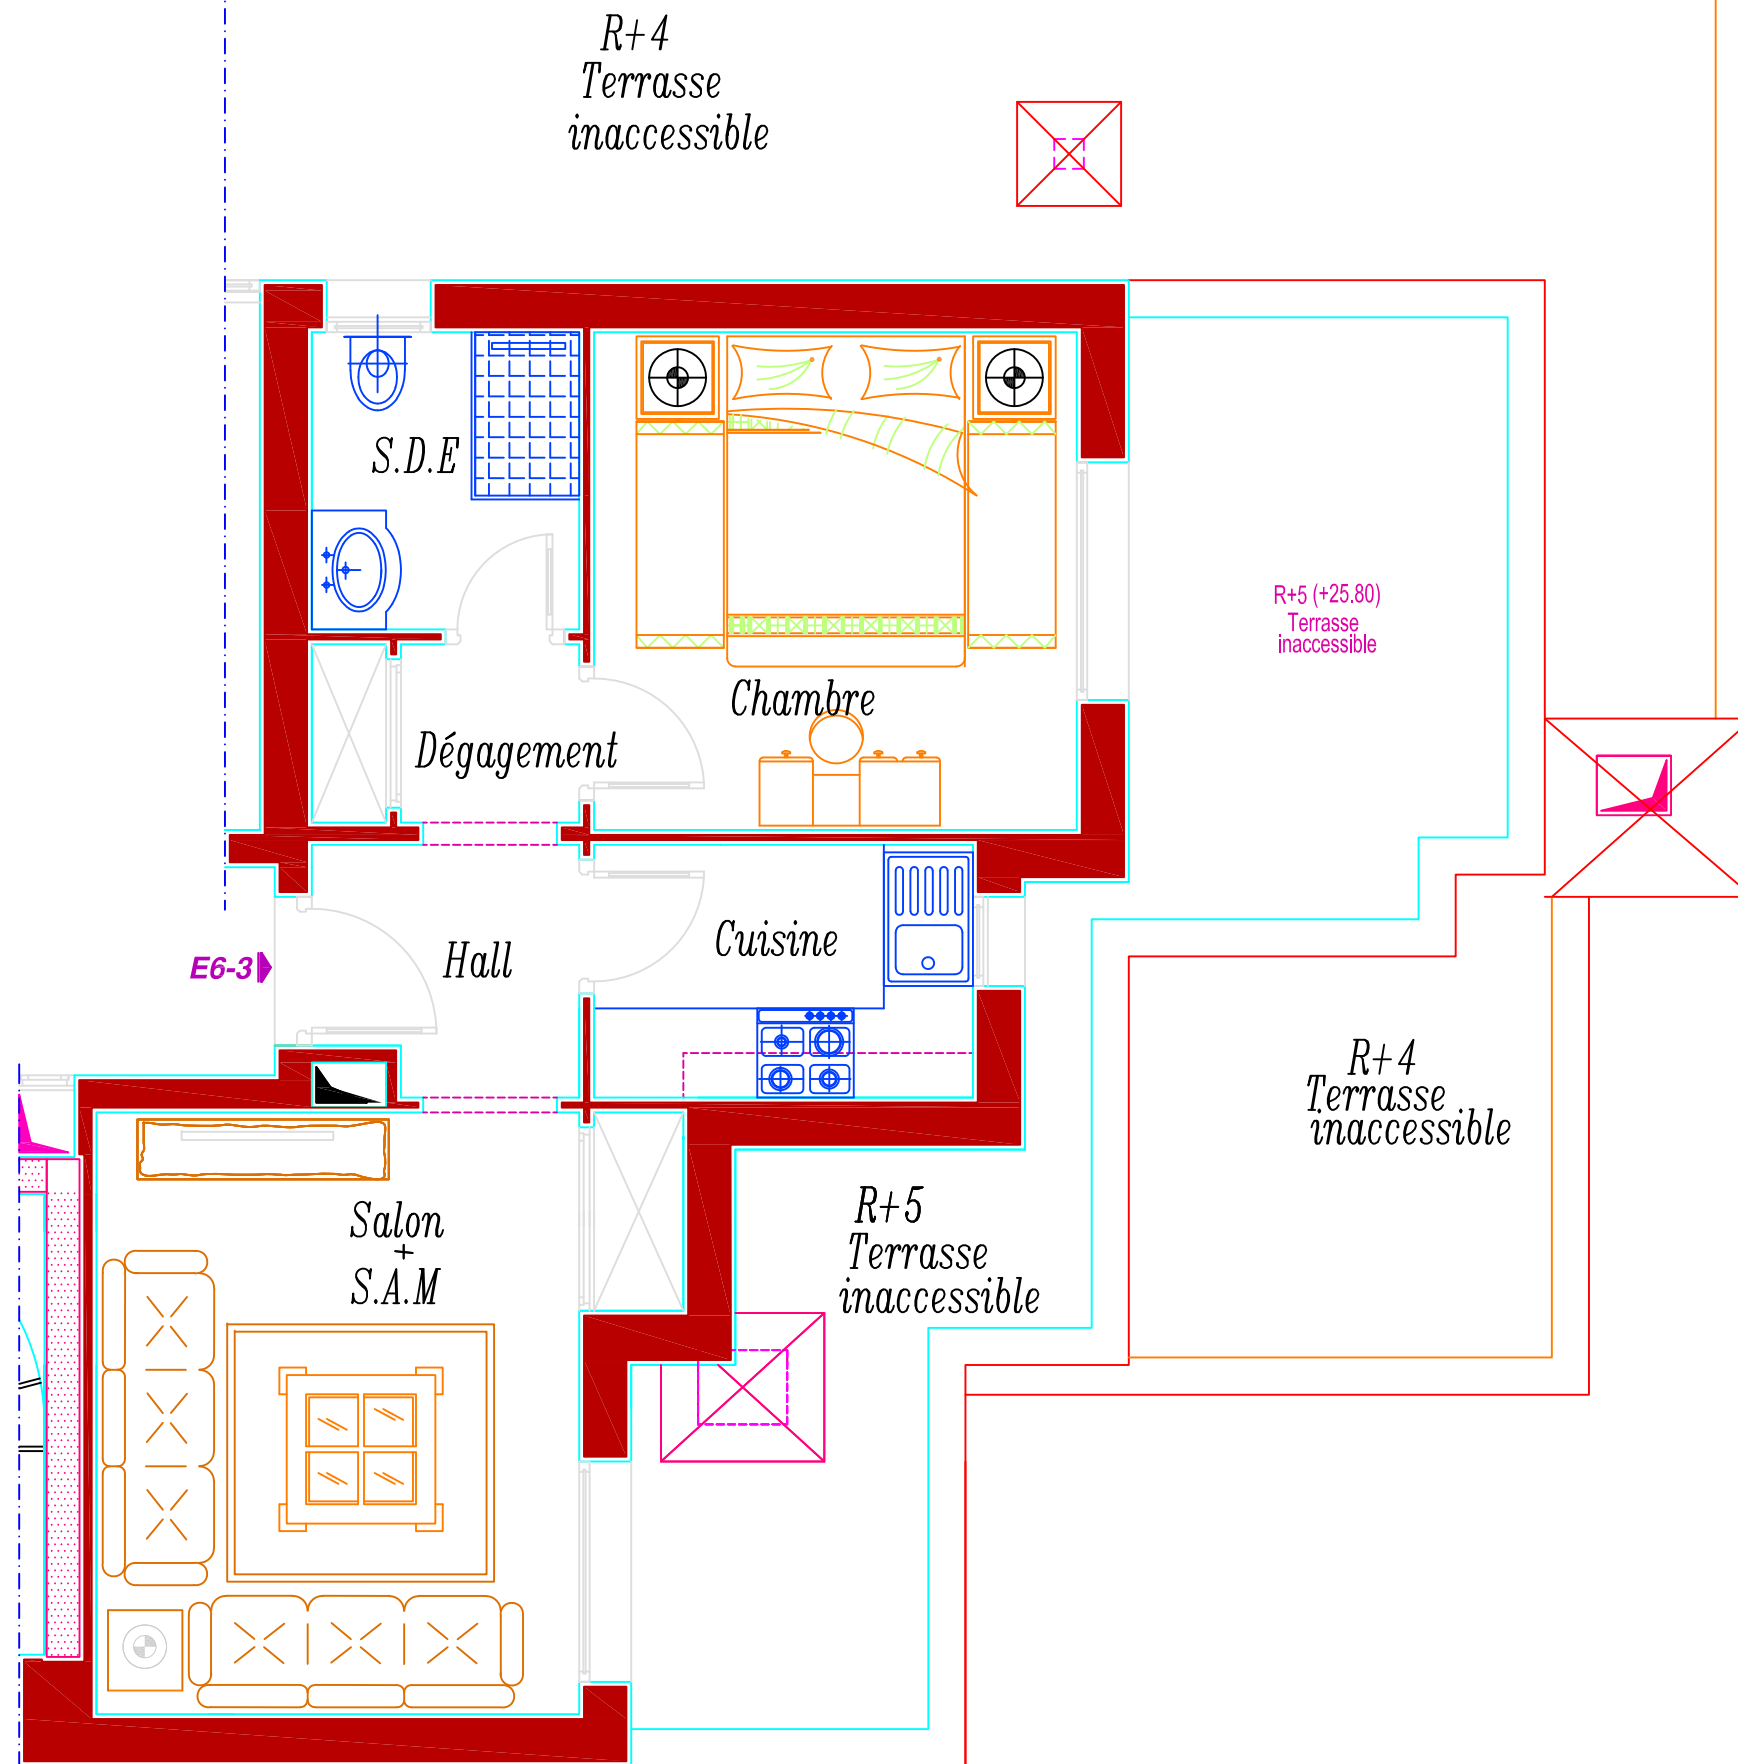 R+4
Terrasse
inaccessible
S.D.E
R+5 (+25.80)
Terrasse
inaccessible
Chambre
Dégagement
Hall
Cuisine
E6-3
R+4
Terrasse
inaccessible
Salon
+
S.A.M
R+5
Terrasse
inaccessible